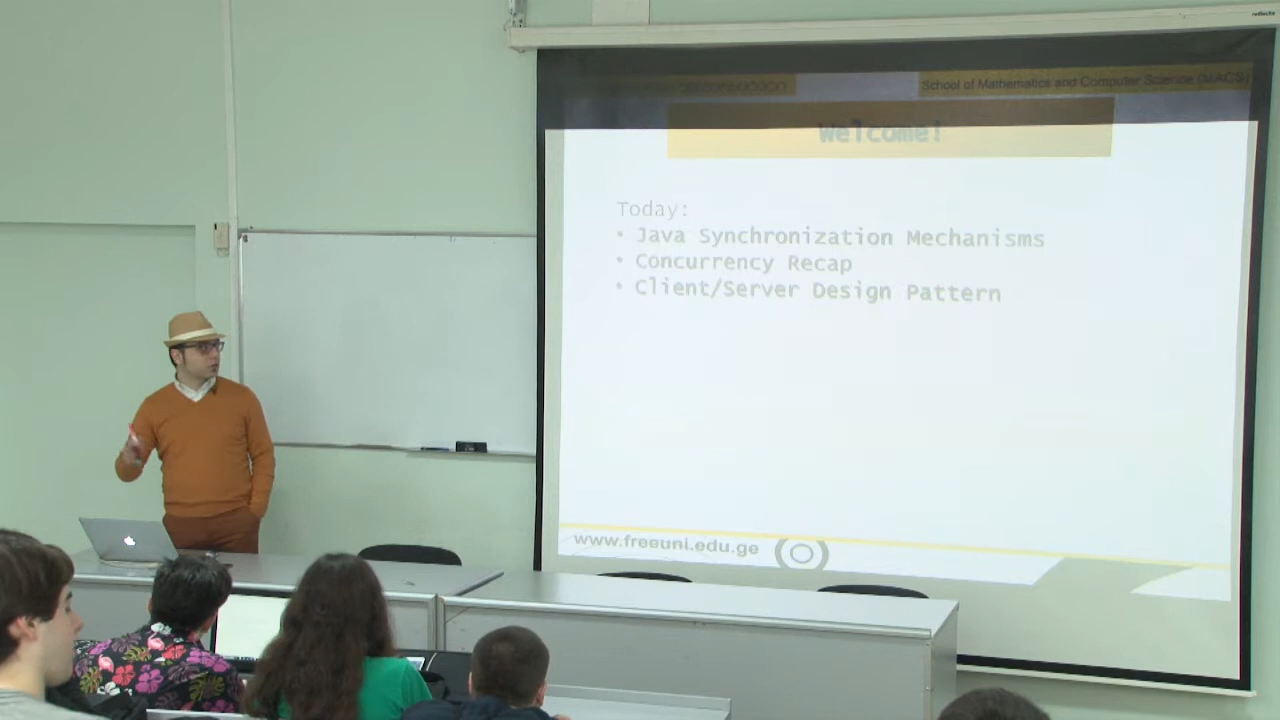 School of Mathematics and Computer Science (MACS)
Welcome!
Today:
• Java Synchronization Mechanisms
• Concurrency Recap
• Client/Server Design Pattern
www.freeuni.edu.ge